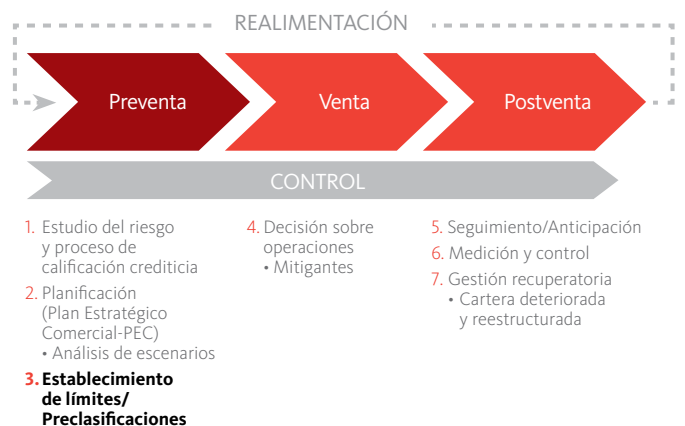 REALIMENTACIÓN
Preventa
Venta
Postventa
CONTROL
1. Estudio del riesgo
y proceso de
calificación crediticia
2. Planificación
(Plan Estratégico
Comercial-PEC)
• Análisis de escenarios
3. Establecimiento
de límites/
Preclasificaciones
4. Decisión sobre
operaciones
• Mitigantes
5. Seguimiento/Anticipación
6. Medición y control
7. Gestión recuperatoria
• Cartera deteriorada
y reestructurada